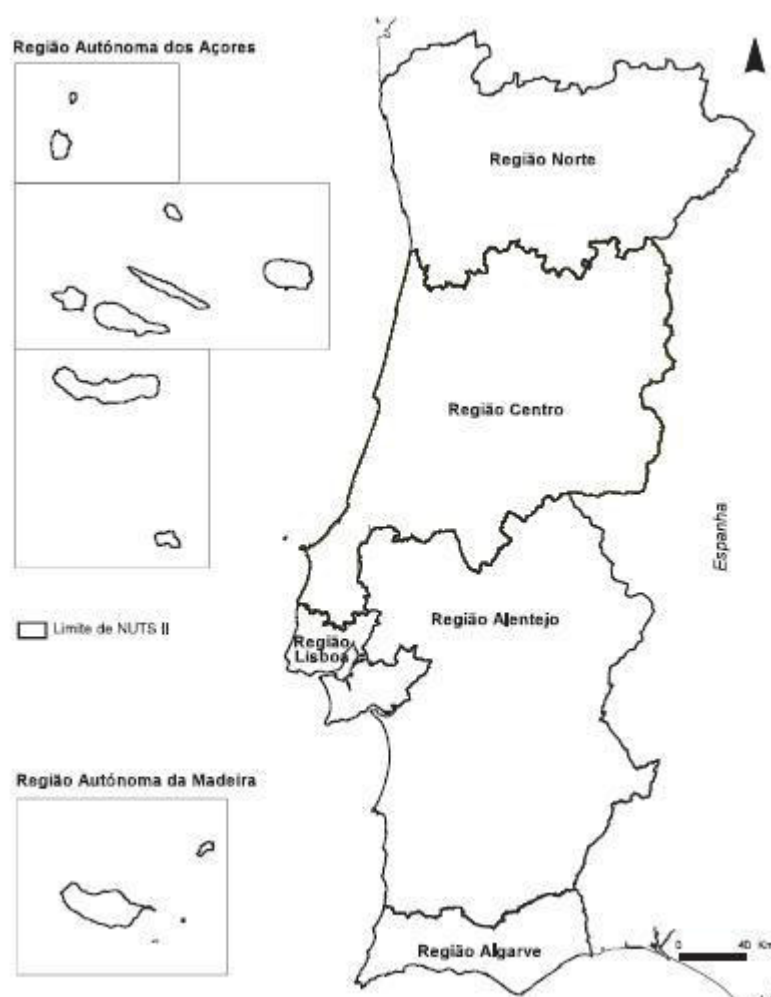 Região Autónoma dos Açores
Região Norte
Região Centro
Espanha
Limite de NUTS II
Região Alentejo
Região
Lisboa
Região Autónoma da Madeira
Região Algarve
0 40 Km